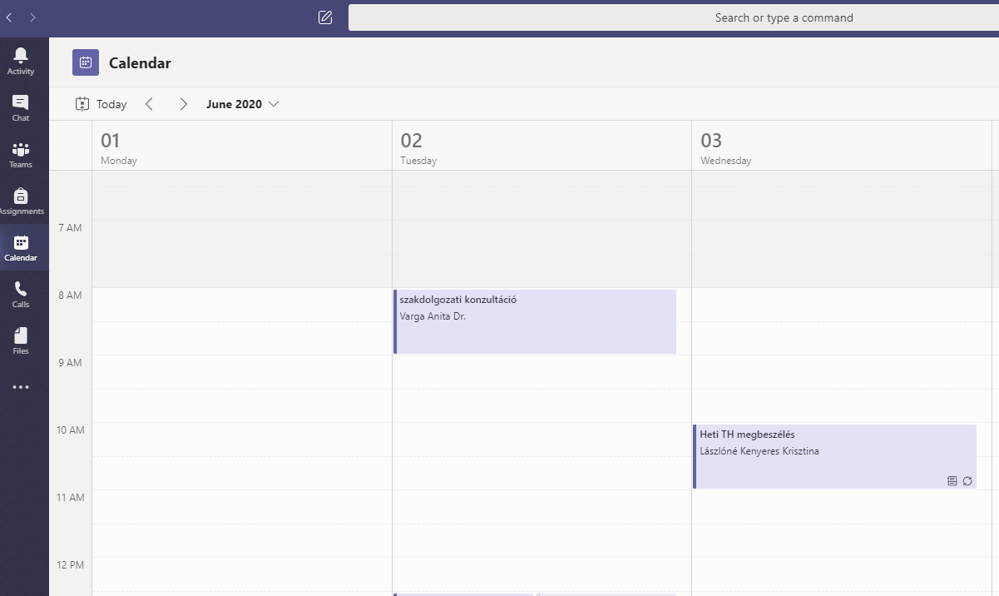 Search or type a command
Activity
Chat
Teams
Assignments
Calendar
Calls
Files
Calendar
Today
June 2020
01
Monday
02
Tuesday
03
Wednesday
7 AM
8 AM
9 AM
10 AM
11 AM
12 PM
szakdolgozati konzultáció
Varga Anita Dr.
Heti TH megbeszélés
Lászlóné Kenyeres Krisztina